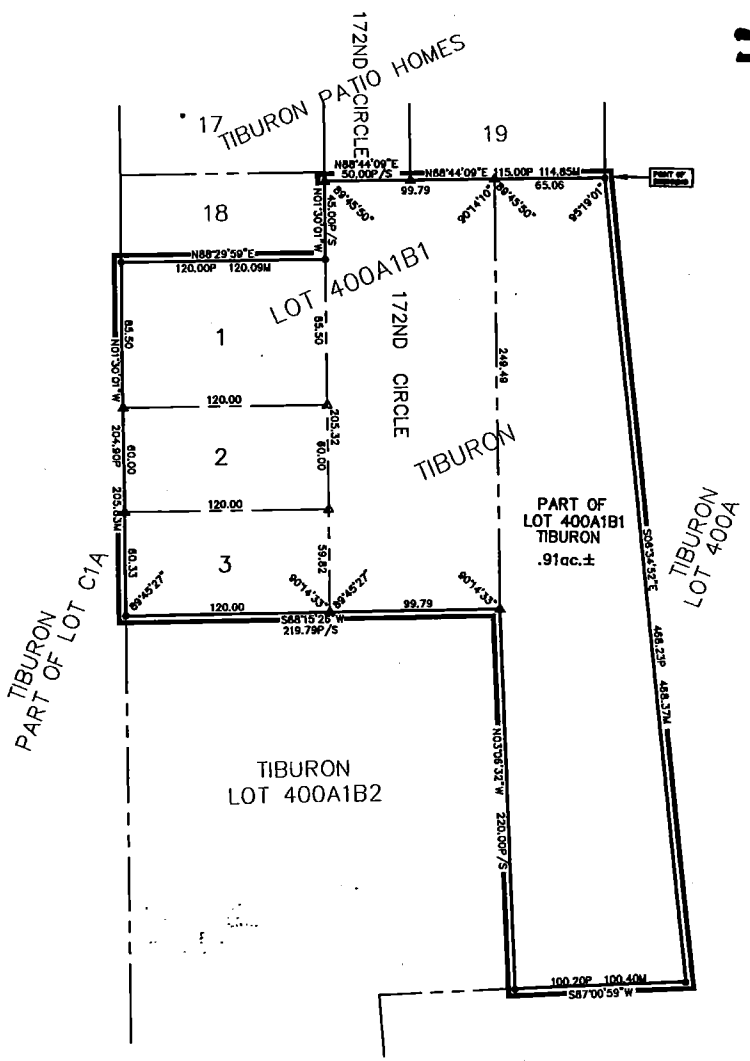 172ND CIRCLE
TIBURON PATIO HOMES
17
19
18
N88°44'09"E
50.00P/S
N88°44'09"E 115.00P 114.85M
99.79
65.06
89°45'50"
90°14'10"
89°45'50"
95°19'01"
POINT OF
N01°30'01"W
45.00P/S
N88°29'59"E
120.00P 120.09M
LOT 400A1B1
172ND CIRCLE
1
85.50
85.50
N01°30'01"W
204.90P 205.83M
249.49
120.00
205.32
2
60.00
60.00
TIBURON
120.00
3
60.33
59.82
PART OF
LOT 400A1B1
TIBURON
.91ac.±
S06°34'52"E
488.23P 488.37M
TIBURON
LOT 400A
89°45'27"
90°14'33"
89°45'27"
90°14'33"
120.00
99.79
S88°15'26"W
219.79P/S
TIBURON
PART OF LOT C1A
TIBURON
LOT 400A1B2
N03°06'32"W
220.00P/S
100.20P 100.40M
S87°00'59"W